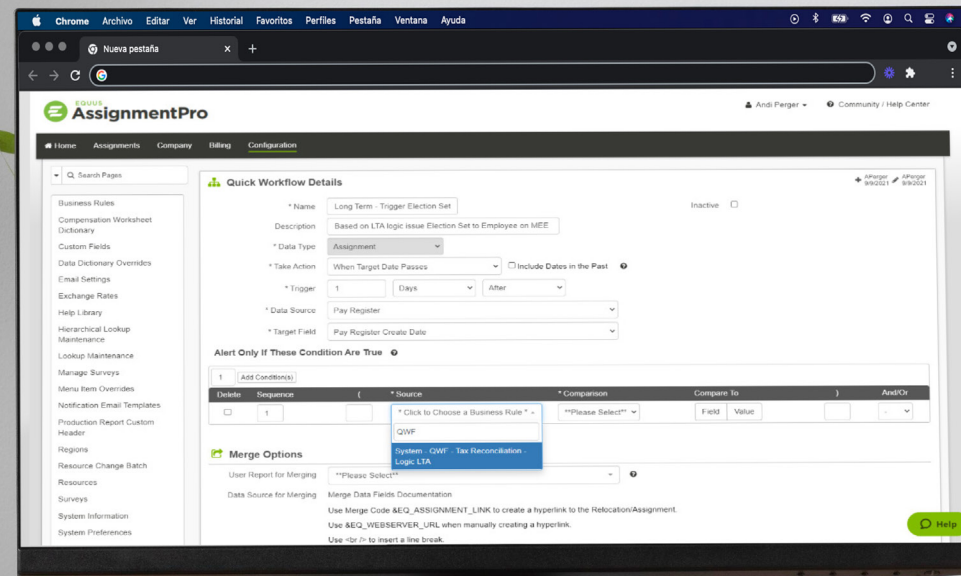 Chrome Archivo Editar Ver Historial Favoritos Perfiles Pestaña Ventana Ayuda
Nueva pestaña
EQUUS
AssignmentPro
Andi Perger
Community / Help Center
Home Assignments Company Billing Configuration
Search Pages
Business Rules
Compensation Worksheet
Dictionary
Custom Fields
Data Dictionary Overrides
Email Settings
Exchange Rates
Help Library
Hierarchical Lookup
Maintenance
Lookup Maintenance
Manage Surveys
Menu Item Overrides
Notification Email Templates
Production Report Custom
Header
Regions
Resource Change Batch
Resources
Surveys
System Information
System Preferences
Quick Workflow Details
APerger 9/9/2021 APerger 9/9/2021
* Name Long Term - Trigger Election Set Inactive
Description Based on LTA logic issue Election Set to Employee on MEE
* Data Type Assignment
* Take Action When Target Date Passes Include Dates in the Past
* Trigger 1 Days After
* Data Source Pay Register
* Target Field Pay Register Create Date
Alert Only If These Condition Are True
1 Add Condition(s)
Delete Sequence ( * Source * Comparison Compare To ) And/Or
1 * Click to Choose a Business Rule * **Please Select** Field Value -
QWF
System - QWF - Tax Reconciliation -
Logic LTA
Merge Options
User Report for Merging **Please Select**
Data Source for Merging Merge Data Fields Documentation
Use Merge Code &EQ_ASSIGNMENT_LINK to create a hyperlink to the Relocation/Assignment.
Use &EQ_WEBSERVER_URL when manually creating a hyperlink.
Use <br /> to insert a line break.
Help